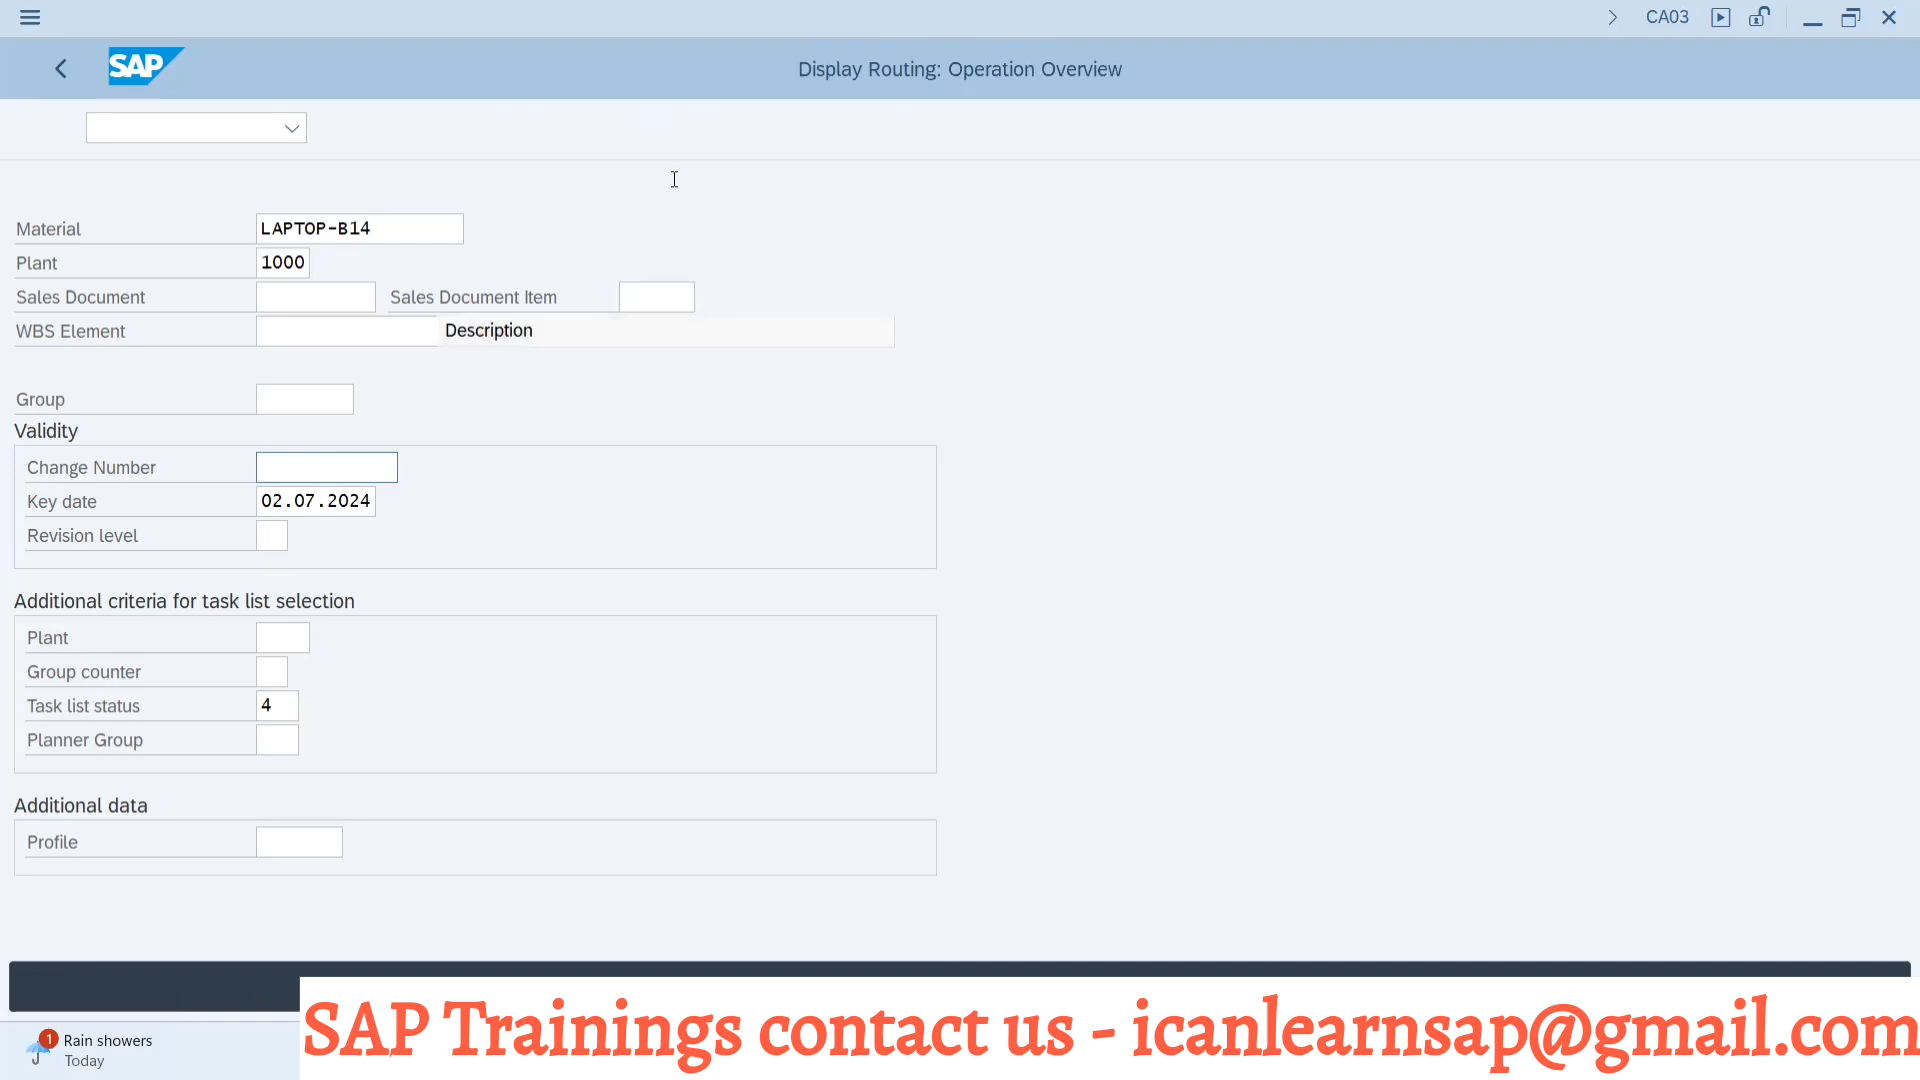 CA03
SAP
Display Routing: Operation Overview
Material LAPTOP-B14
Plant 1000
Sales Document Sales Document Item
WBS Element Description
Group
Validity
Change Number
Key date 02.07.2024
Revision level
Additional criteria for task list selection
Plant
Group counter
Task list status 4
Planner Group
Additional data
Profile
1 Rain showers
Today
SAP Trainings contact us - icanlearnsap@gmail.com